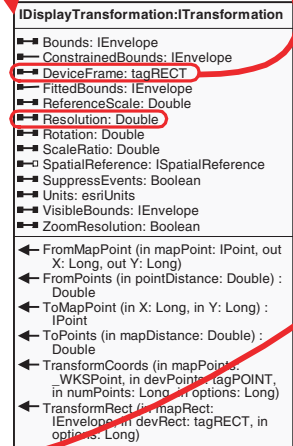 IDisplayTransformation:ITransformation
Bounds: IEnvelope
ConstrainedBounds: IEnvelope
DeviceFrame: tagRECT
FittedBounds: IEnvelope
ReferenceScale: Double
Resolution: Double
Rotation: Double
ScaleRatio: Double
SpatialReference: ISpatialReference
SuppressEvents: Boolean
Units: esriUnits
VisibleBounds: IEnvelope
ZoomResolution: Boolean
FromMapPoint (in mapPoint: IPoint, out
X: Long, out Y: Long)
FromPoints (in pointDistance: Double) :
Double
ToMapPoint (in X: Long, in Y: Long) :
IPoint
ToPoints (in mapDistance: Double) :
Double
TransformCoords (in mapPoints:
_WKSPoint, in devPoints: tagPOINT,
in numPoints: Long, in options: Long)
TransformRect (in mapRect:
IEnvelope, in devRect: tagRECT, in
options: Long)